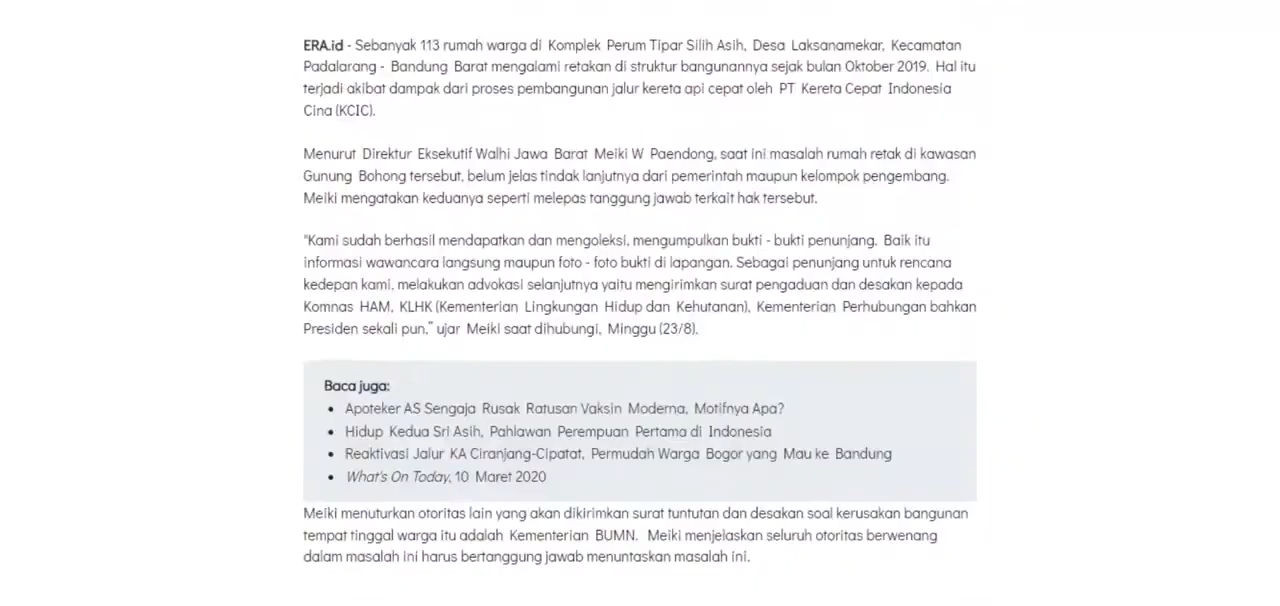 ERA.id - Sebanyak 113 rumah warga di Komplek Perum Tipar Silih Asih, Desa Laksanamekar, Kecamatan
Padalarang - Bandung Barat mengalami retakan di struktur bangunannya sejak bulan Oktober 2019. Hal itu
terjadi akibat dampak dari proses pembangunan jalur kereta api cepat oleh PT Kereta Cepat Indonesia
Cina (KCIC).
Menurut Direktur Eksekutif Walhi Jawa Barat Meiki W Paendong, saat ini masalah rumah retak di kawasan
Gunung Bohong tersebut, belum jelas tindak lanjutnya dari pemerintah maupun kelompok pengembang.
Meiki mengatakan keduanya seperti melepas tanggung jawab terkait hak tersebut.
"Kami sudah berhasil mendapatkan dan mengoleksi, mengumpulkan bukti - bukti penunjang. Baik itu
informasi wawancara langsung maupun foto - foto bukti di lapangan. Sebagai penunjang untuk rencana
kedepan kami, melakukan advokasi selanjutnya yaitu mengirimkan surat pengaduan dan desakan kepada
Komnas HAM, KLHK (Kementerian Lingkungan Hidup dan Kehutanan), Kementerian Perhubungan bahkan
Presiden sekali pun," ujar Meiki saat dihubungi, Minggu (23/8).
Baca juga:
• Apoteker AS Sengaja Rusak Ratusan Vaksin Moderna, Motifnya Apa?
• Hidup Kedua Sri Asih, Pahlawan Perempuan Pertama di Indonesia
• Reaktivasi Jalur KA Ciranjang-Cipatat, Permudah Warga Bogor yang Mau ke Bandung
• What's On Today, 10 Maret 2020
Meiki menuturkan otoritas lain yang akan dikirimkan surat tuntutan dan desakan soal kerusakan bangunan
tempat tinggal warga itu adalah Kementerian BUMN. Meiki menjelaskan seluruh otoritas berwenang
dalam masalah ini harus bertanggung jawab menuntaskan masalah ini.